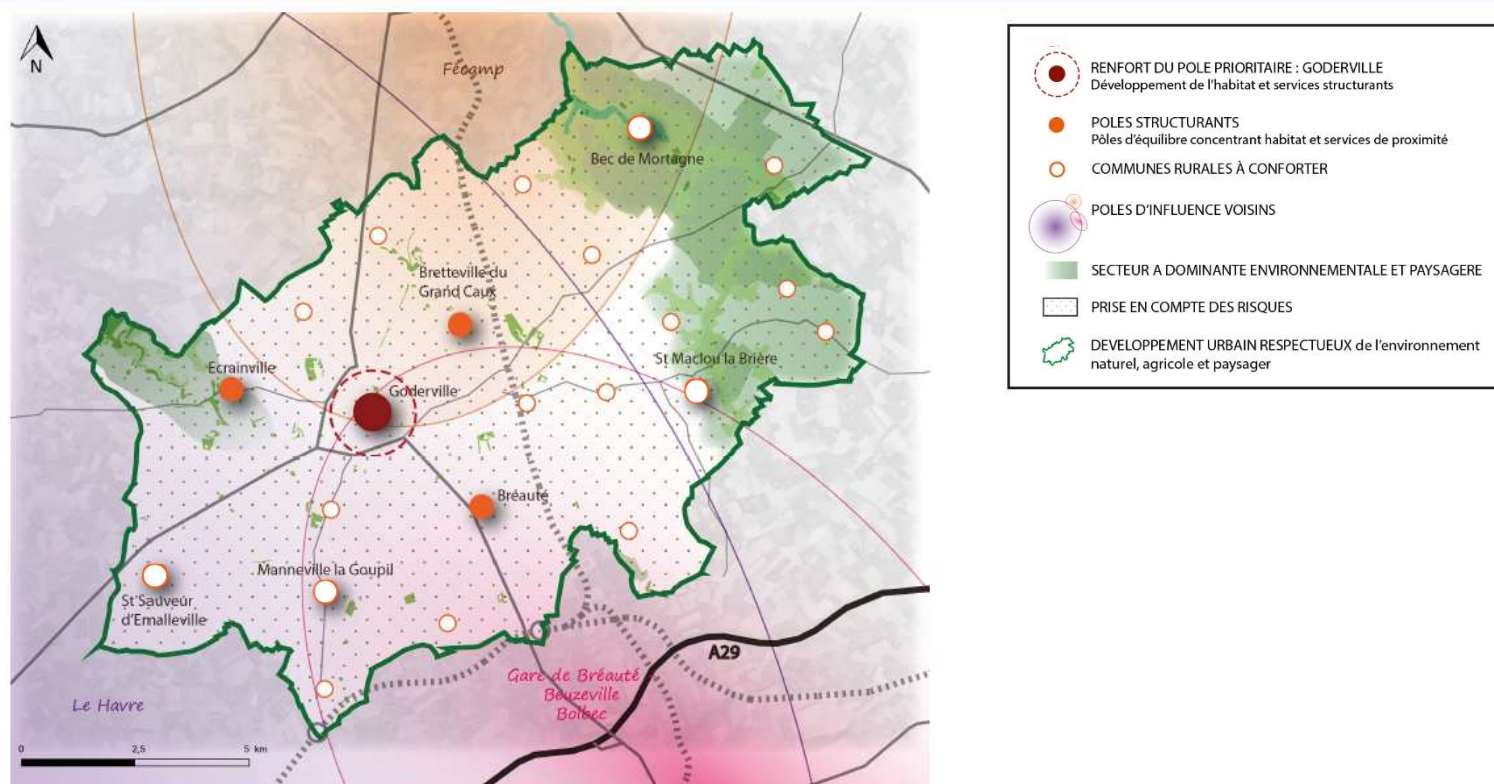 N
Fécamp
Bec de Mortagne
Bretteville du
Grand Caux
Ecrainville
St Maclou la Brière
Goderville
Bréauté
Manneville la Goupil
St Sauveur
d'Emalleville
A29
Gare de Bréauté
Beuzeville
Bolbec
Le Havre
0 2,5 5 km
RENFORT DU POLE PRIORITAIRE : GODERVILLE
Développement de l'habitat et services structurants
POLES STRUCTURANTS
Pôles d'équilibre concentrant habitat et services de proximité
COMMUNES RURALES À CONFORTER
POLES D'INFLUENCE VOISINS
SECTEUR A DOMINANTE ENVIRONNEMENTALE ET PAYSAGERE
PRISE EN COMPTE DES RISQUES
DEVELOPPEMENT URBAIN RESPECTUEUX de l'environnement
naturel, agricole et paysager